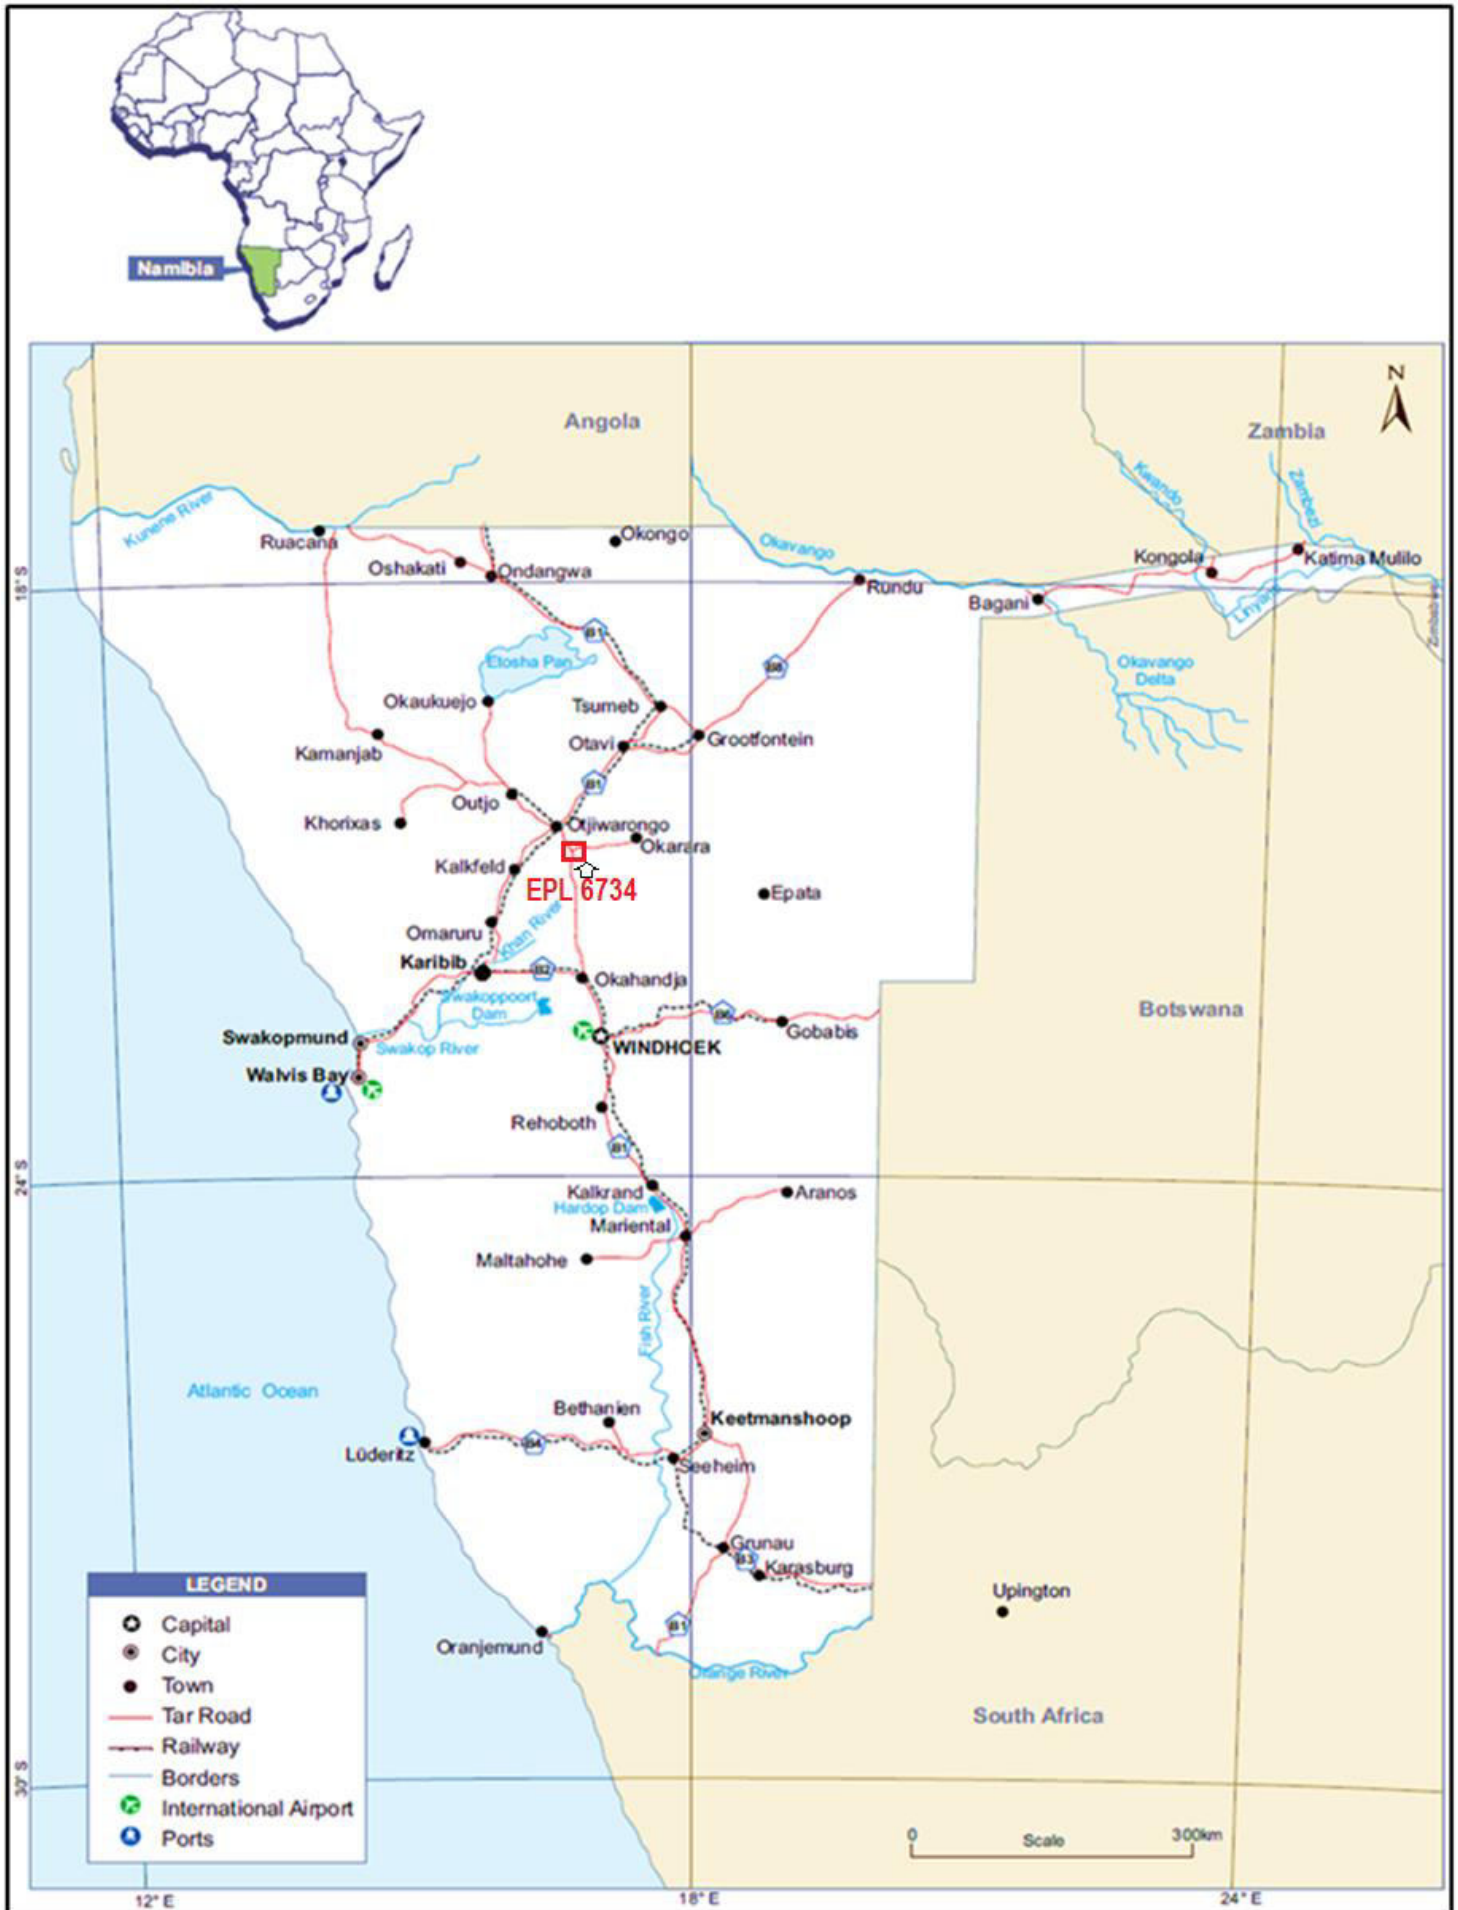 Namibia
N
Angola
Zambia
Kwando
Zambezi
Kunene River
Ruacana
Okongo
Okavango
Oshakati
Ondangwa
Kongola
Katima Mulilo
18° S
Rundu
Bagani
Linyanti
Zimbabwe
B1
Etosha Pan
B8
Okavango
Delta
Okaukuejo
Tsumeb
Otavi
Grootfontein
Kamanjab
B1
Outjo
Khorixas
Otjiwarongo
Okarara
Kalkfeld
EPL 6734
Epata
Khan River
Omaruru
Karibib
B2
Okahandja
Swakoppoort
Dam
B6
Botswana
Swakopmund
Swakop River
WINDHOEK
Gobabis
Walvis Bay
Rehoboth
B1
24° S
Kalkrand
Aranos
Hardop Dam
Mariental
Maltahohe
Fish River
Atlantic Ocean
Bethanien
Keetmanshoop
Lüderitz
B4
Seeheim
Grunau
B3
Karasburg
Upington
B1
Oranjemund
Orange River
South Africa
LEGEND
Capital
City
Town
Tar Road
Railway
Borders
International Airport
Ports
30° S
0
Scale
300km
12° E
18° E
24° E